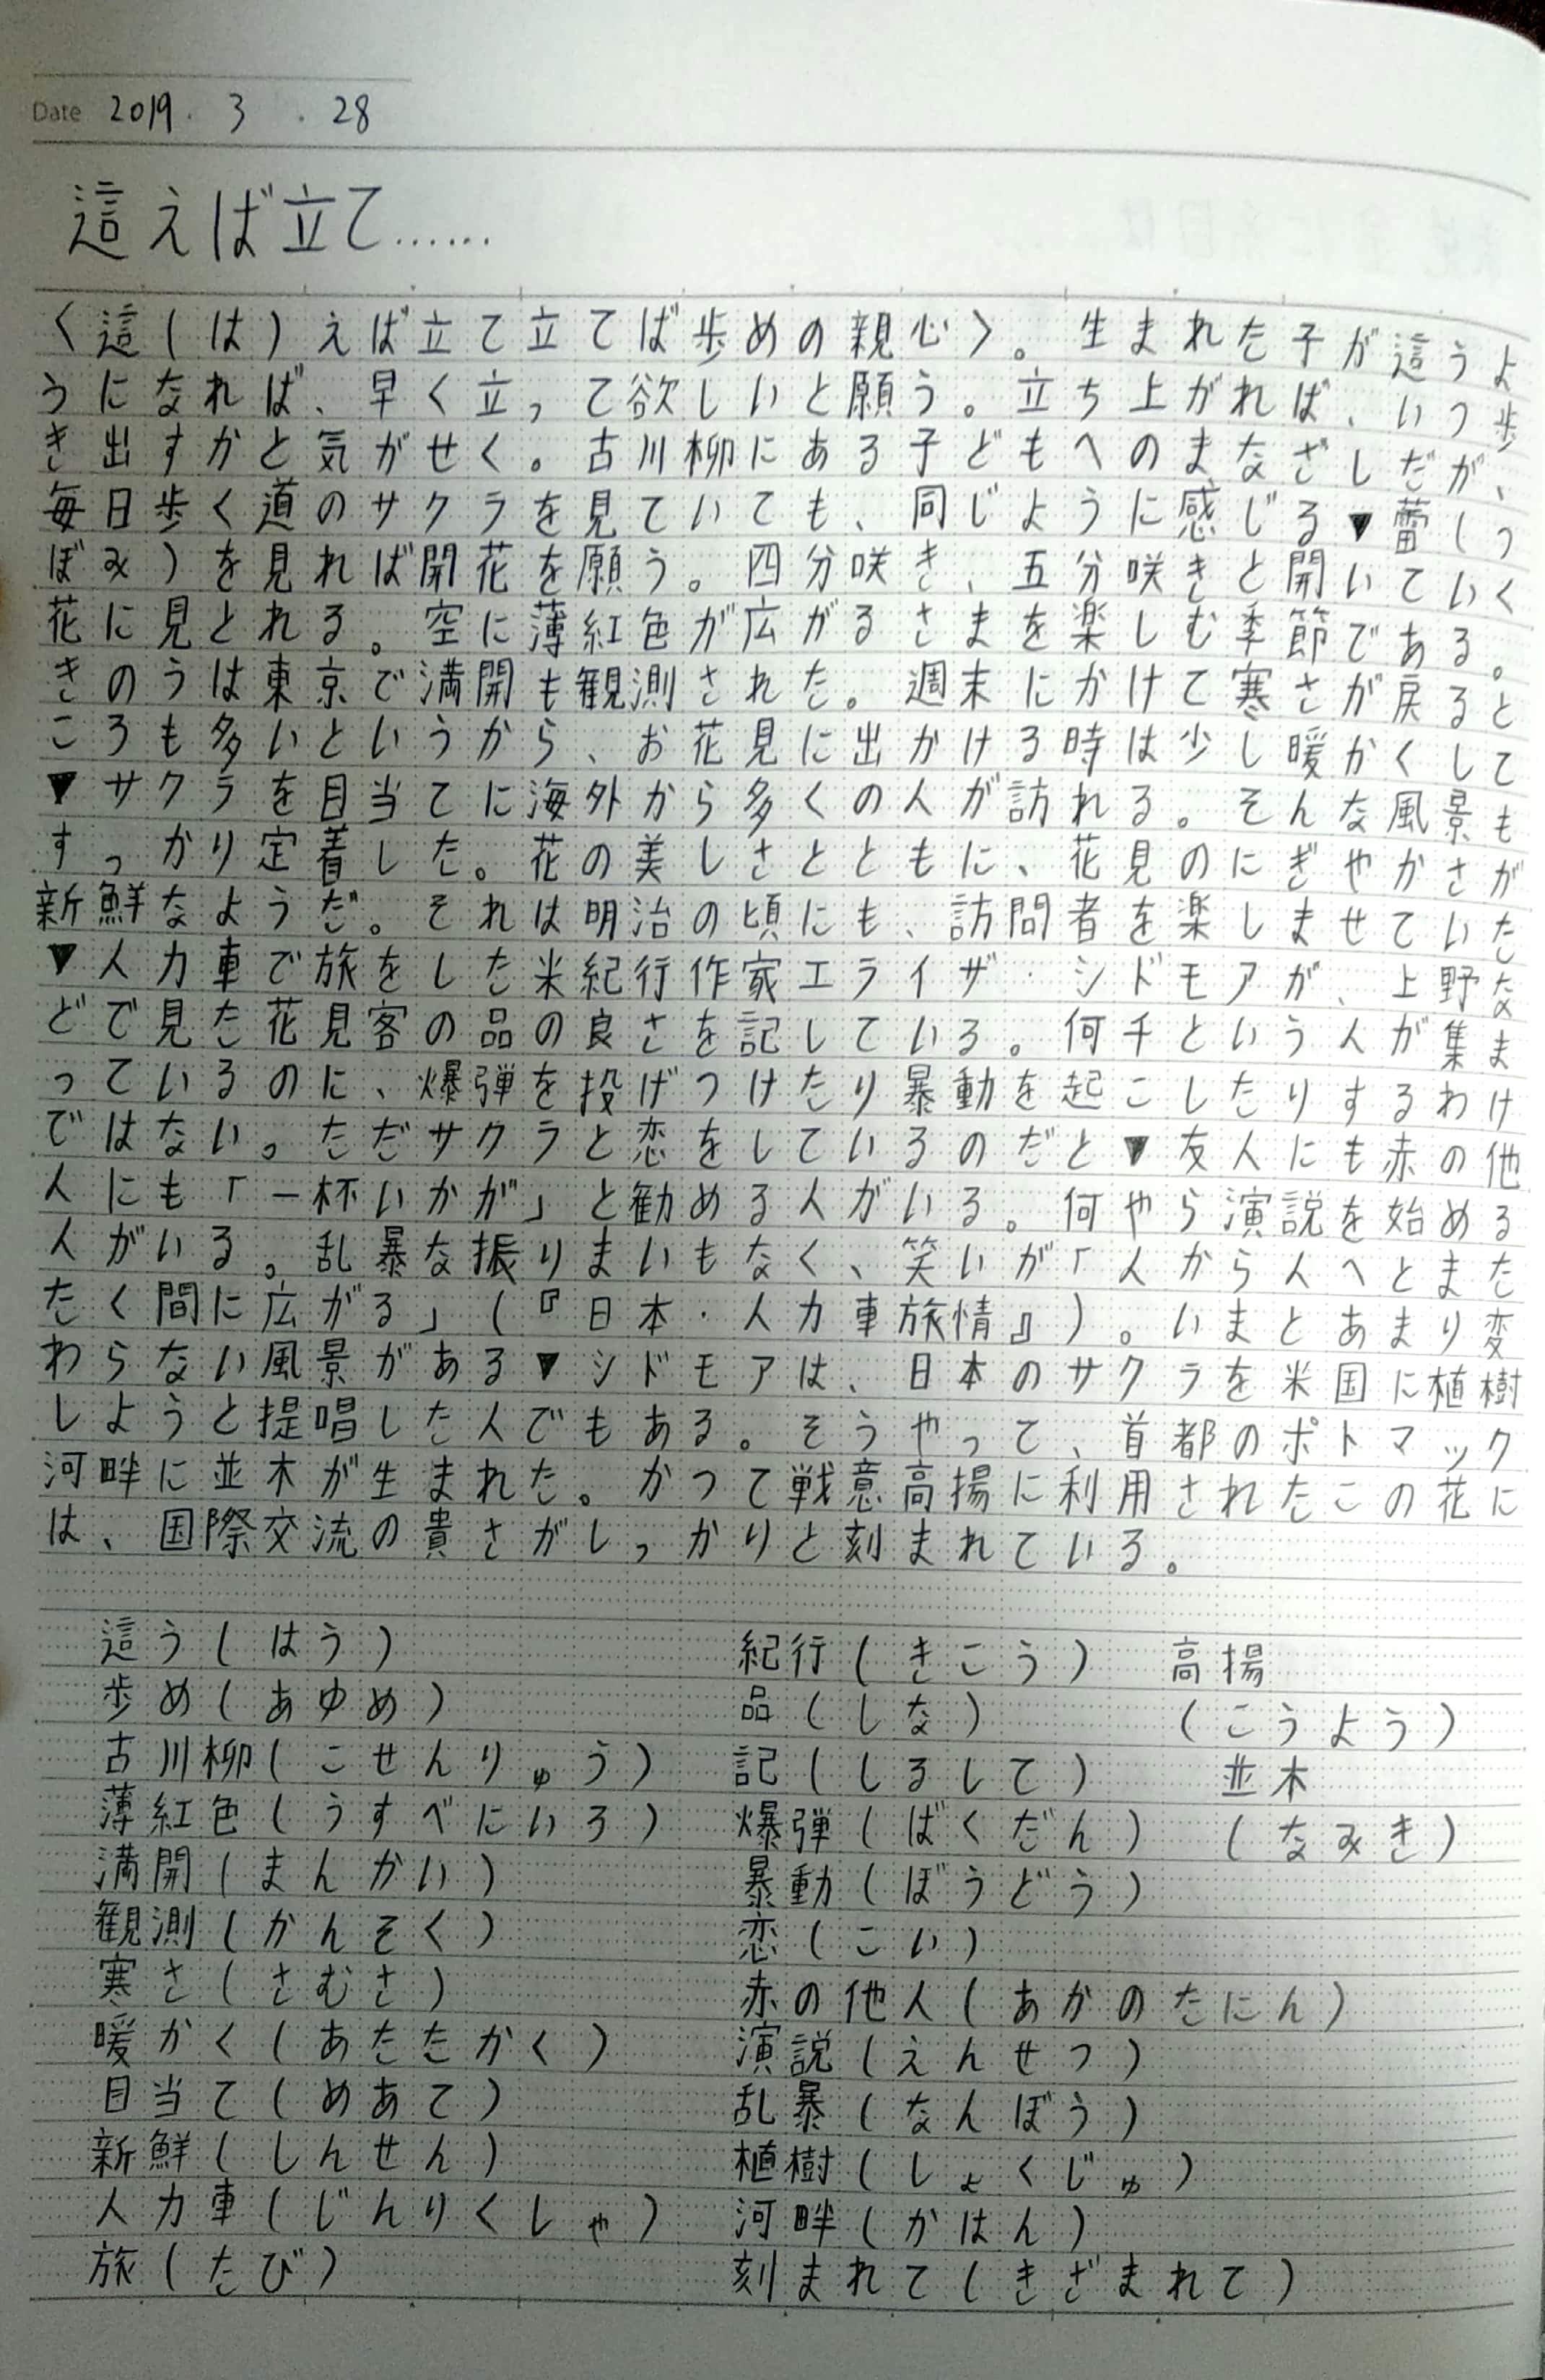 Date 2019.3.28
這えば立て……
〈這(は)えば立て立てば歩めの親心〉。生まれた子が這うよ
うになれば、早く立って欲しいと願う。立ち上がれば、いつ歩
き出すかと気がせく。古川柳にある子どもへのまなざしだが、
毎日歩く道のサクラを見ていても、同じように感じる▼蕾(つ
ぼみ)を見れば開花を願う。四分咲き、五分咲きと開いていく
花に見とれる。空に薄紅色が広がるさまを楽しむ季節である。
きのうは東京で満開も観測された。週末にかけて寒さが戻ると
ころも多いというから、お花見に出かける時は少し暖かくして
▼サクラを目当てに海外から多くの人が訪れる。そんな風景も
すっかり定着した。花の美しさとともに、花見のにぎやかさが
新鮮なようだ。それは明治の頃にも、訪問者を楽しませていた
▼人力車で旅をした米紀行作家エライザ・シドモアが、上野な
どで見た花見客の品の良さを記している。何千という人が集ま
っているのに、爆弾を投げつけたり暴動を起こしたりするわけ
ではない。ただサクラと恋をしているのだと▼友人にも赤の他
人にも「一杯いかが」と勧める人がいる。何やら演説を始める
人がいる。乱暴な振りまいもなく、笑いが「人から人へとまた
たく間に広がる」(『日本・人力車旅情』)。いまとあまり変
わらない風景がある▼シドモアは、日本のサクラを米国に植樹
しようと提唱した人でもある。そうやって、首都のポトマック
河畔に並木が生まれた。かつて戦意高揚に利用されたこの花に
は、国際交流の貴さがしっかりと刻まれている。
這う(はう)
歩め(あゆめ)
古川柳(こせんりゅう)
薄紅色(うすべにいろ)
満開(まんかい)
観測(かんそく)
寒さ(さむさ)
暖かく(あたたかく)
目当て(めあて)
新鮮(しんせん)
人力車(じんりくしゃ)
旅(たび)
紀行(きこう)
品(しな)
記(しるして)
爆弾(ばくだん)
暴動(ぼうどう)
恋(こい)
赤の他人(あかのたにん)
演説(えんせつ)
乱暴(なんぼう)
植樹(しょくじゅ)
河畔(かはん)
刻まれて(きざまれて)
高揚
(こうよう)
並木
(なみき)